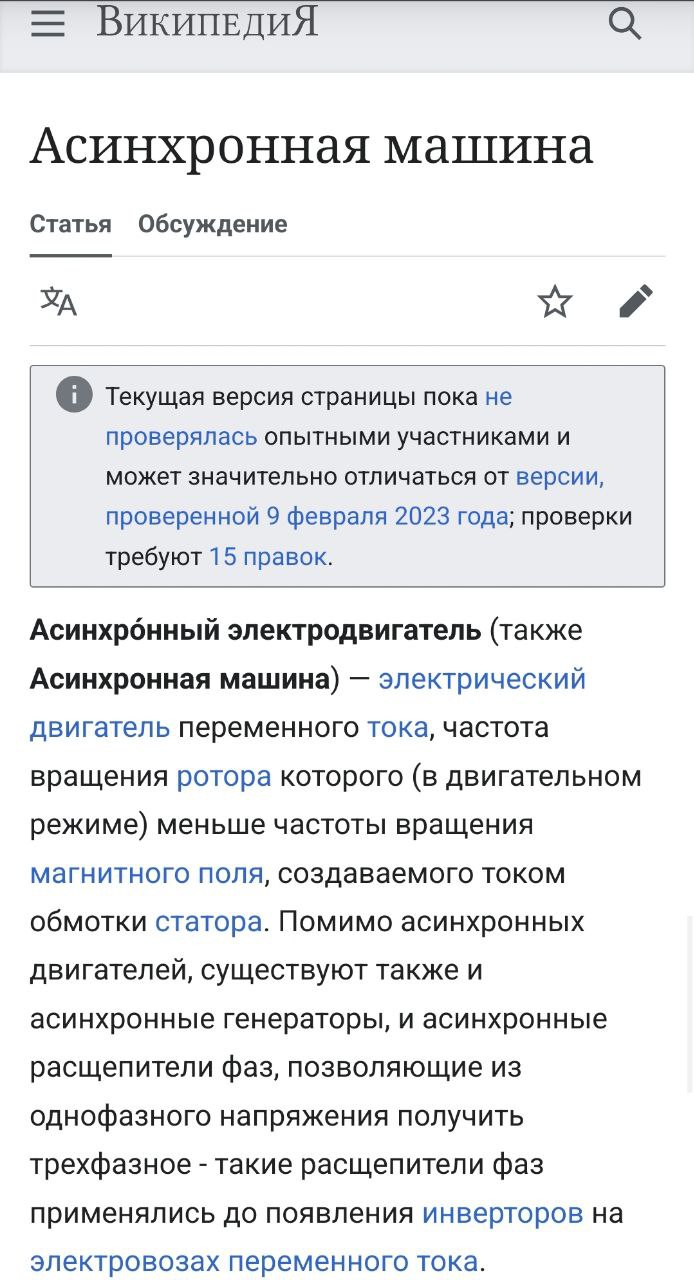 ВикипедиЯ
Асинхронная машина
Статья Обсуждение
Текущая версия страницы пока не
проверялась опытными участниками и
может значительно отличаться от версии,
проверенной 9 февраля 2023 года; проверки
требуют 15 правок.
Асинхро́нный электродвигатель (также
Асинхронная машина) — электрический
двигатель переменного тока, частота
вращения ротора которого (в двигательном
режиме) меньше частоты вращения
магнитного поля, создаваемого током
обмотки статора. Помимо асинхронных
двигателей, существуют также и
асинхронные генераторы, и асинхронные
расщепители фаз, позволяющие из
однофазного напряжения получить
трехфазное - такие расщепители фаз
применялись до появления инверторов на
электровозах переменного тока.